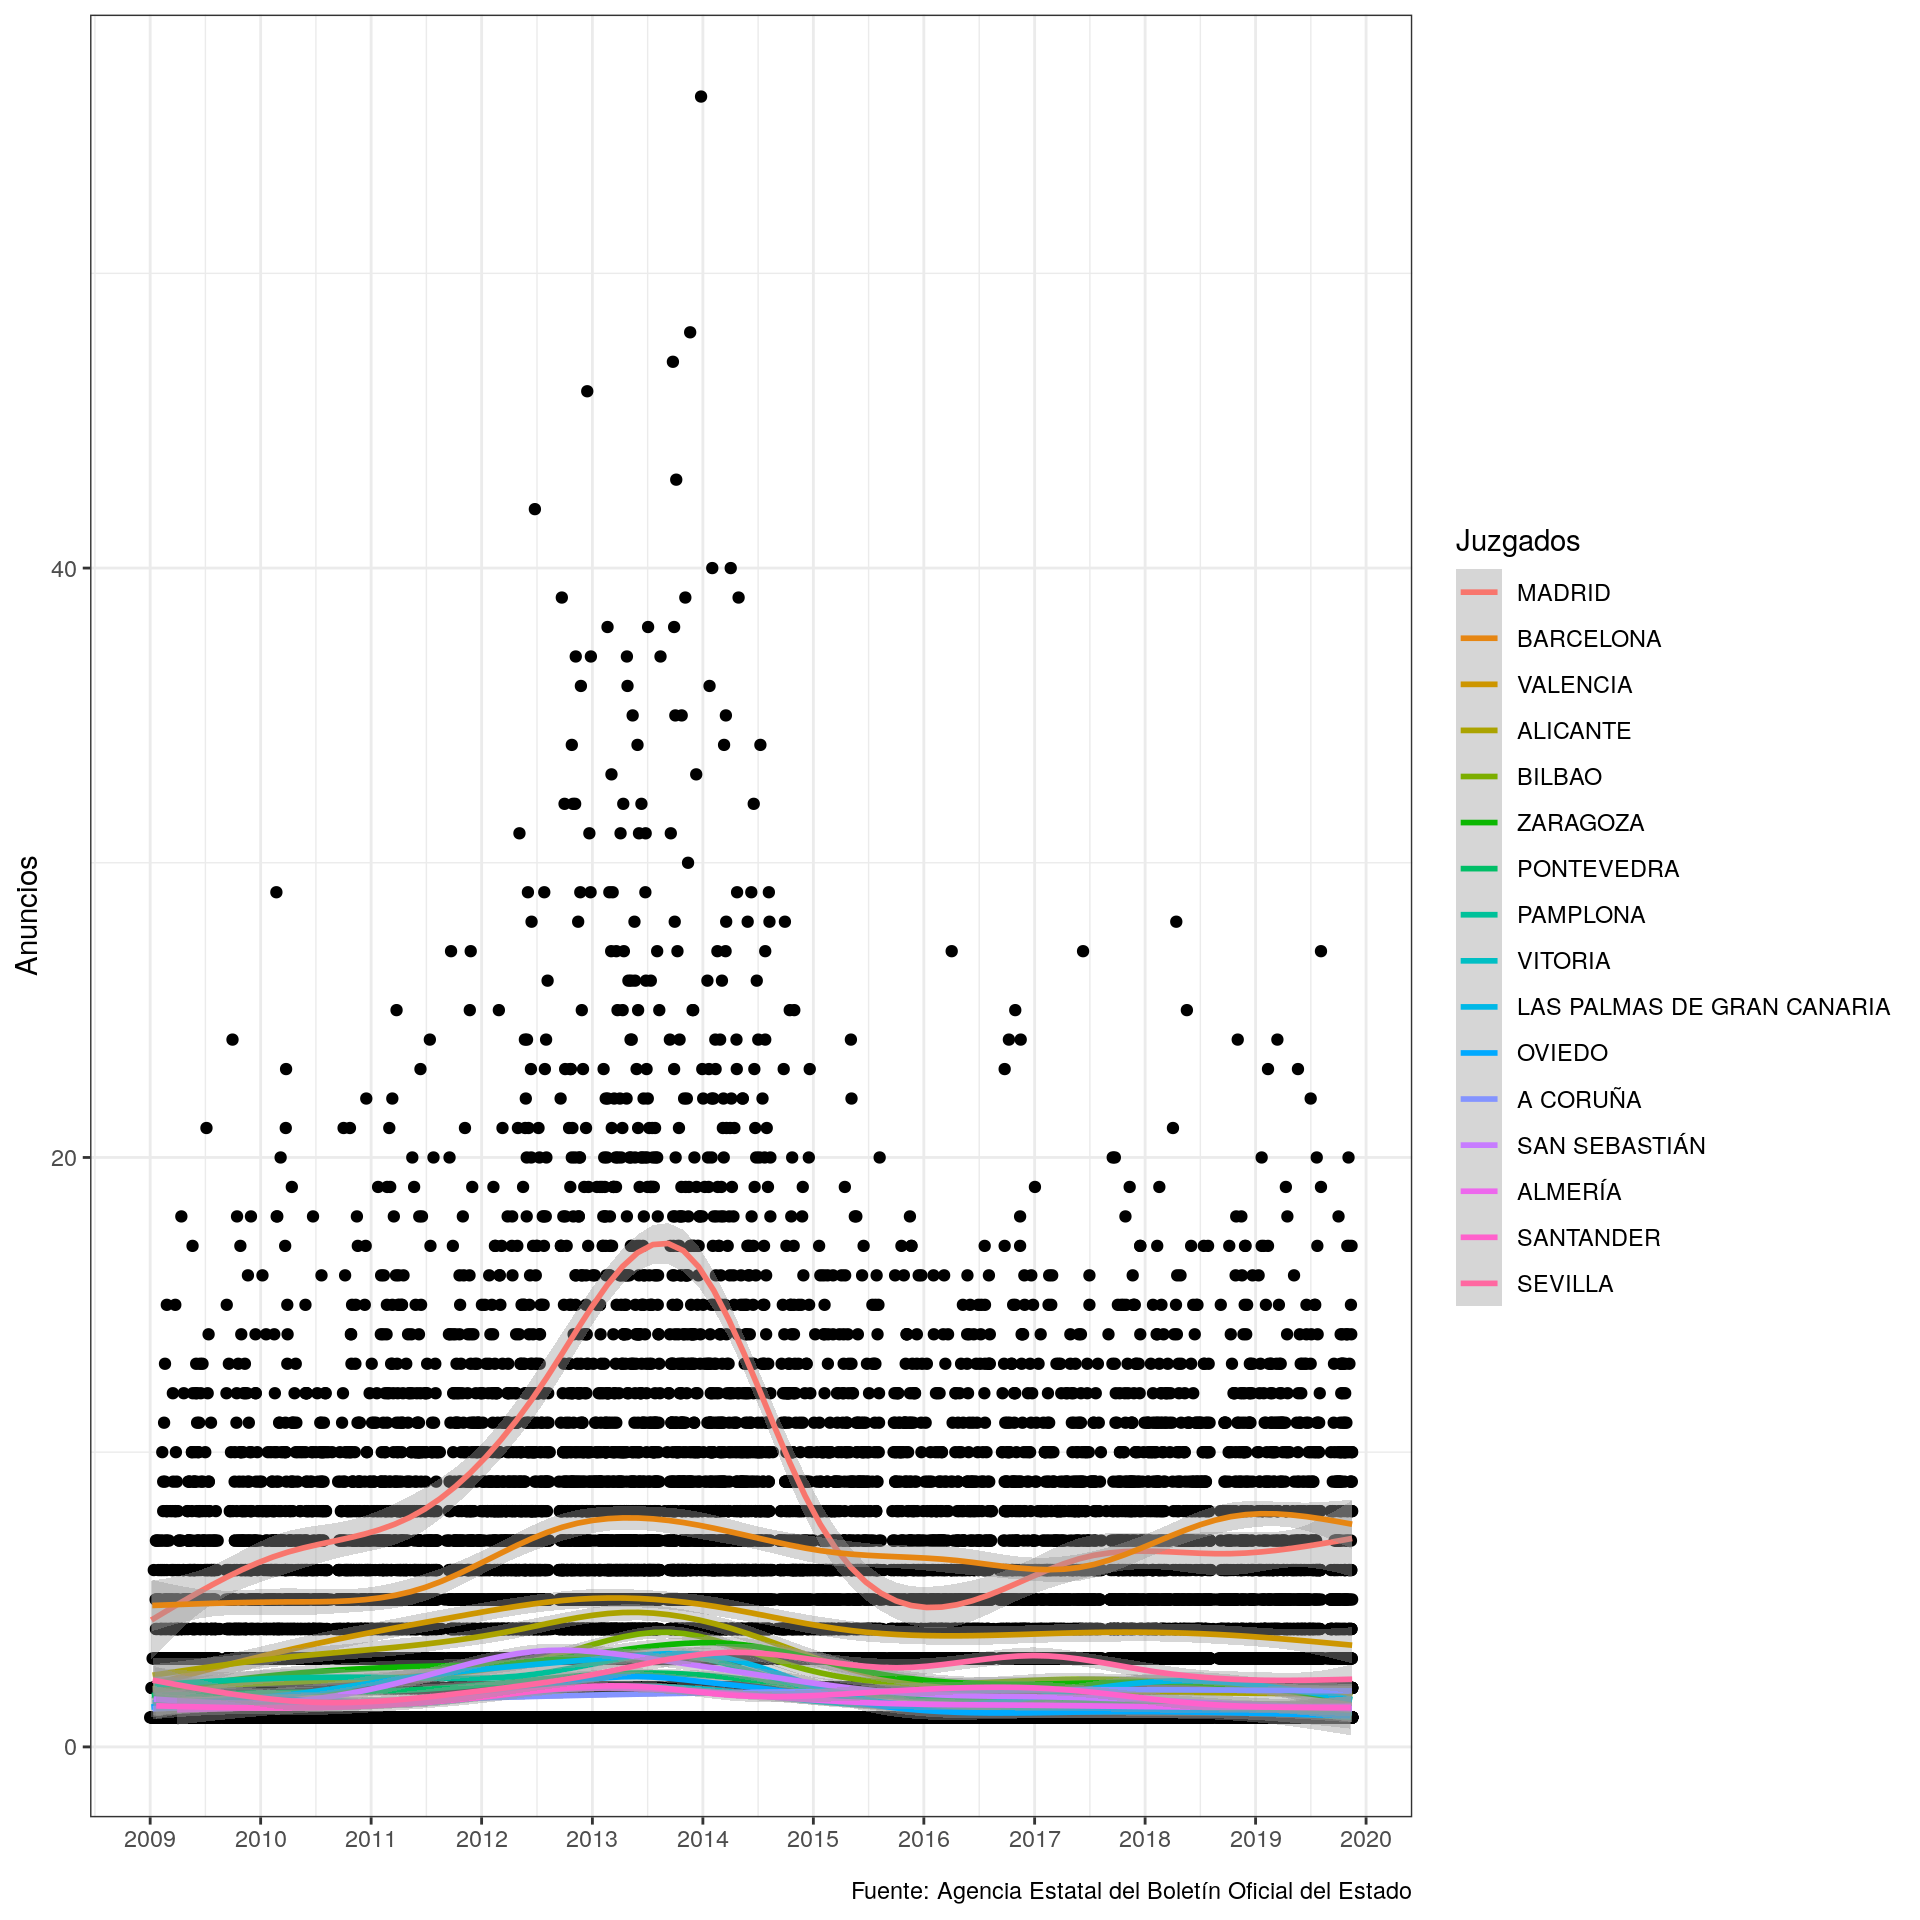 Anuncios
40
20
0
2009 2010 2011 2012 2013 2014 2015 2016 2017 2018 2019 2020
Fuente: Agencia Estatal del Boletín Oficial del Estado
Juzgados
MADRID
BARCELONA
VALENCIA
ALICANTE
BILBAO
ZARAGOZA
PONTEVEDRA
PAMPLONA
VITORIA
LAS PALMAS DE GRAN CANARIA
OVIEDO
A CORUÑA
SAN SEBASTIÁN
ALMERÍA
SANTANDER
SEVILLA